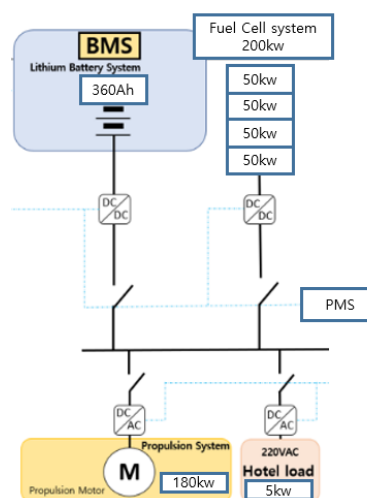 BMS
Lithium Battery System
360Ah
Fuel Cell system
200kw
50kw
50kw
50kw
50kw
DC
DC
DC
DC
PMS
DC
AC
DC
AC
Propulsion System
M
Propulsion Motor
180kw
220VAC
Hotel load
5kw